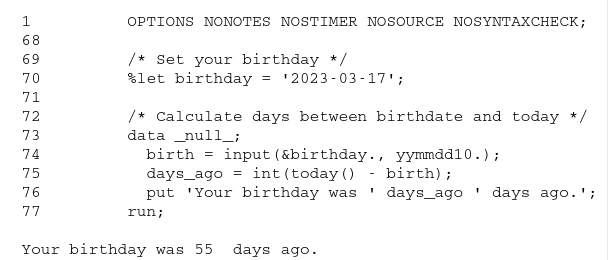 1          OPTIONS NONOTES NOSTIMER NOSOURCE NOSYNTAXCHECK;
68
69         /* Set your birthday */
70         %let birthday = '2023-03-17';
71
72         /* Calculate days between birthdate and today */
73         data _null_;
74           birth = input(&birthday., yymmdd10.);
75           days_ago = int(today() - birth);
76           put 'Your birthday was ' days_ago ' days ago.';
77         run;

Your birthday was 55  days ago.